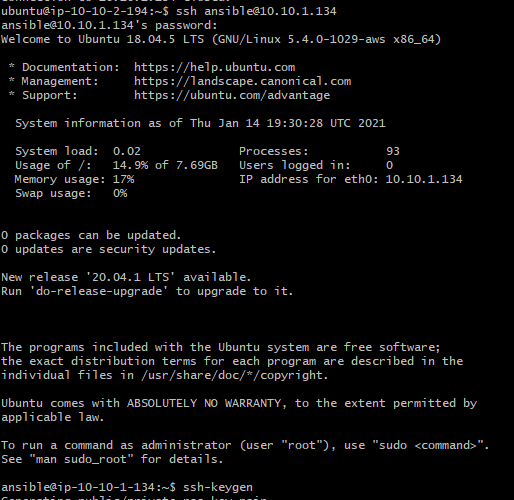 ubuntu@ip-10-10-2-194:~$ ssh ansible@10.10.1.134
ansible@10.10.1.134's password:
Welcome to Ubuntu 18.04.5 LTS (GNU/Linux 5.4.0-1029-aws x86_64)
* Documentation:  https://help.ubuntu.com
* Management:     https://landscape.canonical.com
* Support:        https://ubuntu.com/advantage
System information as of Thu Jan 14 19:30:28 UTC 2021
System load:  0.02              Processes:           93
Usage of /:   14.9% of 7.69GB   Users logged in:     0
Memory usage: 17%               IP address for eth0: 10.10.1.134
Swap usage:   0%
0 packages can be updated.
0 updates are security updates.
New release '20.04.1 LTS' available.
Run 'do-release-upgrade' to upgrade to it.
The programs included with the Ubuntu system are free software;
the exact distribution terms for each program are described in the
individual files in /usr/share/doc/*/copyright.
Ubuntu comes with ABSOLUTELY NO WARRANTY, to the extent permitted by
applicable law.
To run a command as administrator (user "root"), use "sudo <command>".
See "man sudo_root" for details.
ansible@ip-10-10-1-134:~$ ssh-keygen
Generating public/private rsa key pair.